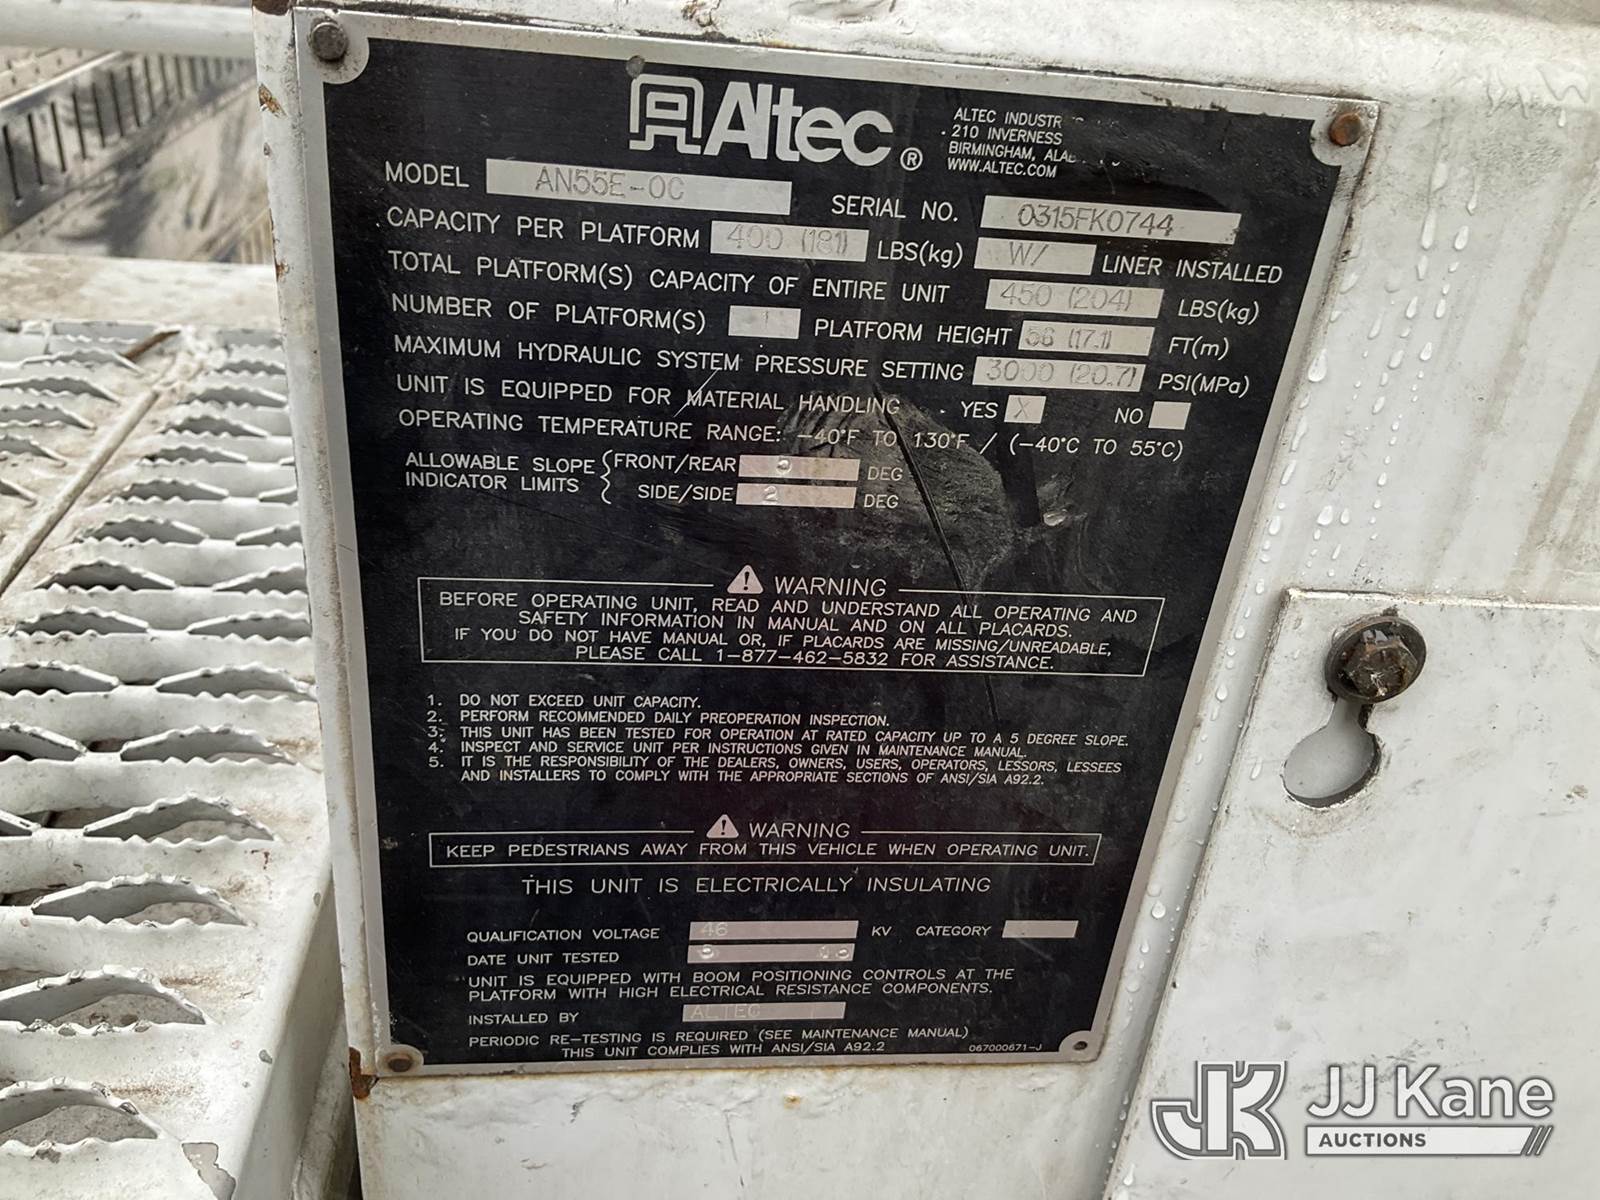 Altec®
ALTEC INDUSTR
210 INVERNESS
BIRMINGHAM,
WWW.ALTEC.COM
MODEL AN55E-OC
SERIAL NO. 0315FK0744
CAPACITY PER PLATFORM 400 (181) LBS(kg) W/ LINER INSTALLED
TOTAL PLATFORM(S) CAPACITY OF ENTIRE UNIT 450 (204) LBS(kg)
NUMBER OF PLATFORM(S) 1 PLATFORM HEIGHT 56 (17.1) FT(m)
MAXIMUM HYDRAULIC SYSTEM PRESSURE SETTING 3000 (20.7) PSI(MPa)
UNIT IS EQUIPPED FOR MATERIAL HANDLING YES X NO
OPERATING TEMPERATURE RANGE: -40°F TO 130°F / (-40°C TO 55°C)
ALLOWABLE SLOPE INDICATOR LIMITS
FRONT/REAR DEG
SIDE/SIDE 2 DEG
WARNING
BEFORE OPERATING UNIT, READ AND UNDERSTAND ALL OPERATING AND
SAFETY INFORMATION IN MANUAL AND ON ALL PLACARDS.
IF YOU DO NOT HAVE MANUAL OR, IF PLACARDS ARE MISSING/UNREADABLE,
PLEASE CALL 1-877-462-5832 FOR ASSISTANCE.
1. DO NOT EXCEED UNIT CAPACITY.
2. PERFORM RECOMMENDED DAILY PREOPERATION INSPECTION.
3. THIS UNIT HAS BEEN TESTED FOR OPERATION AT RATED CAPACITY UP TO A 5 DEGREE SLOPE.
4. INSPECT AND SERVICE UNIT PER INSTRUCTIONS GIVEN IN MAINTENANCE MANUAL.
5. IT IS THE RESPONSIBILITY OF THE DEALERS, OWNERS, USERS, OPERATORS, LESSORS, LESSEES
AND INSTALLERS TO COMPLY WITH THE APPROPRIATE SECTIONS OF ANSI/SIA A92.2.
WARNING
KEEP PEDESTRIANS AWAY FROM THIS VEHICLE WHEN OPERATING UNIT.
THIS UNIT IS ELECTRICALLY INSULATING
QUALIFICATION VOLTAGE 46 KV CATEGORY
DATE UNIT TESTED
UNIT IS EQUIPPED WITH BOOM POSITIONING CONTROLS AT THE
PLATFORM WITH HIGH ELECTRICAL RESISTANCE COMPONENTS.
INSTALLED BY ALTEC
PERIODIC RE-TESTING IS REQUIRED (SEE MAINTENANCE MANUAL)
THIS UNIT COMPLIES WITH ANSI/SIA A92.2
067000671-J
JK JJ Kane
AUCTIONS